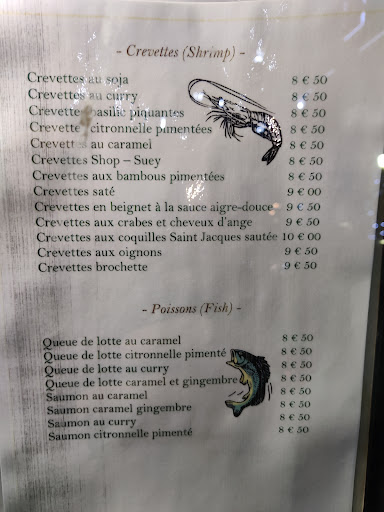 - Crevettes (Shrimp) -
Crevettes au soja 8 € 50
Crevettes au curry 8 € 50
Crevettes basilic piquantes 8 € 50
Crevettes citronnelle pimentées 8 € 50
Crevettes au caramel 8 € 50
Crevettes Shop – Suey 8 € 50
Crevettes aux bambous pimentées 8 € 50
Crevettes saté 9 € 00
Crevettes en beignet à la sauce aigre-douce 9 € 50
Crevettes aux crabes et cheveux d'ange 9 € 50
Crevettes aux coquilles Saint Jacques sautée 10 € 00
Crevettes aux oignons 9 € 50
Crevettes brochette 9 € 50
- Poissons (Fish) -
Queue de lotte au caramel 8 € 50
Queue de lotte citronnelle pimenté 8 € 50
Queue de lotte au curry 8 € 50
Queue de lotte caramel et gingembre 8 € 50
Saumon au caramel 8 € 50
Saumon caramel gingembre 8 € 50
Saumon au curry 8 € 50
Saumon citronnelle pimenté 8 € 50